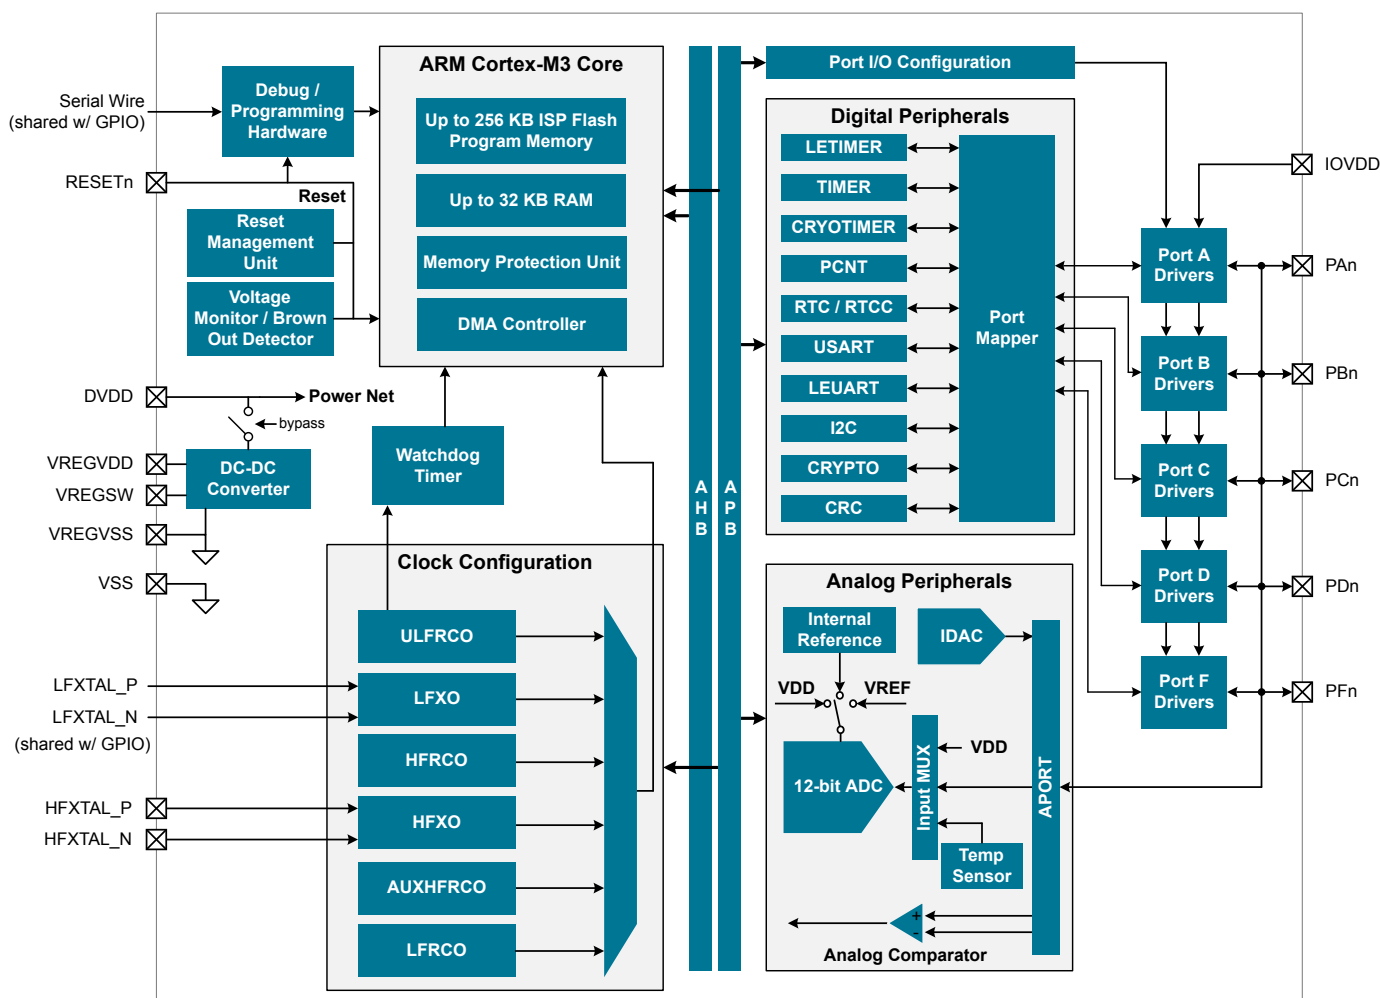 Serial Wire
(shared w/ GPIO)
Debug /
Programming
Hardware
RESETn
Reset
Reset
Management
Unit
Voltage
Monitor / Brown
Out Detector
ARM Cortex-M3 Core
Up to 256 KB ISP Flash
Program Memory
Up to 32 KB RAM
Memory Protection Unit
DMA Controller
DVDD
Power Net
bypass
VREGVDD
DC-DC
Converter
VREGSW
VREGVSS
VSS
Watchdog
Timer
Clock Configuration
ULFRCO
LFXO
HFRCO
HFXO
AUXHFRCO
LFRCO
LFXTAL_P
LFXTAL_N
(shared w/ GPIO)
HFXTAL_P
HFXTAL_N
A
H
B
A
P
B
Port I/O Configuration
Digital Peripherals
LETIMER
TIMER
CRYOTIMER
PCNT
RTC / RTCC
USART
LEUART
I2C
CRYPTO
CRC
Port
Mapper
Analog Peripherals
Internal
Reference
IDAC
VDD
VREF
12-bit ADC
Input MUX
VDD
Temp
Sensor
APORT
+
-
Analog Comparator
Port A
Drivers
Port B
Drivers
Port C
Drivers
Port D
Drivers
Port F
Drivers
IOVDD
PAn
PBn
PCn
PDn
PFn